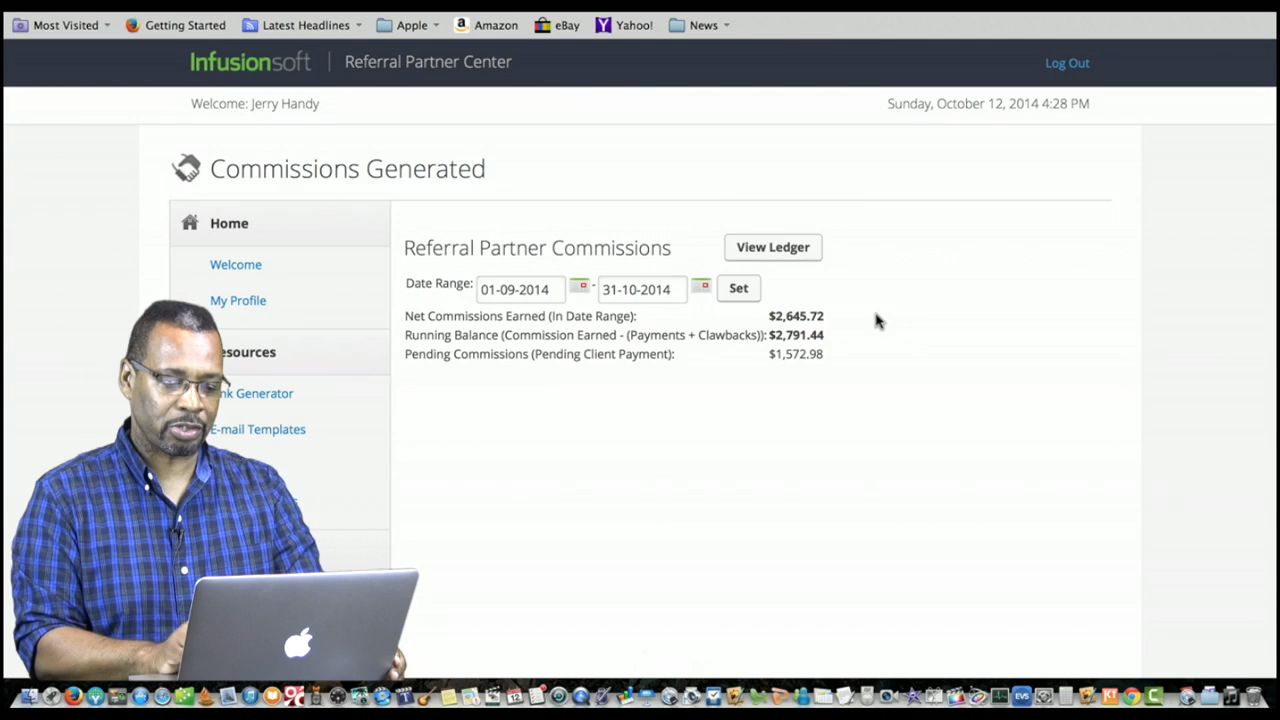 Most Visited Getting Started Latest Headlines Apple Amazon eBay Yahoo! News
Infusionsoft Referral Partner Center Log Out
Welcome: Jerry Handy Sunday, October 12, 2014 4:28 PM
Commissions Generated
Home
Welcome
My Profile
esources
nk Generator
E-mail Templates
Referral Partner Commissions View Ledger
Date Range: 01-09-2014 - 31-10-2014 Set
Net Commissions Earned (In Date Range): $2,645.72
Running Balance (Commission Earned - (Payments + Clawbacks)): $2,791.44
Pending Commissions (Pending Client Payment): $1,572.98